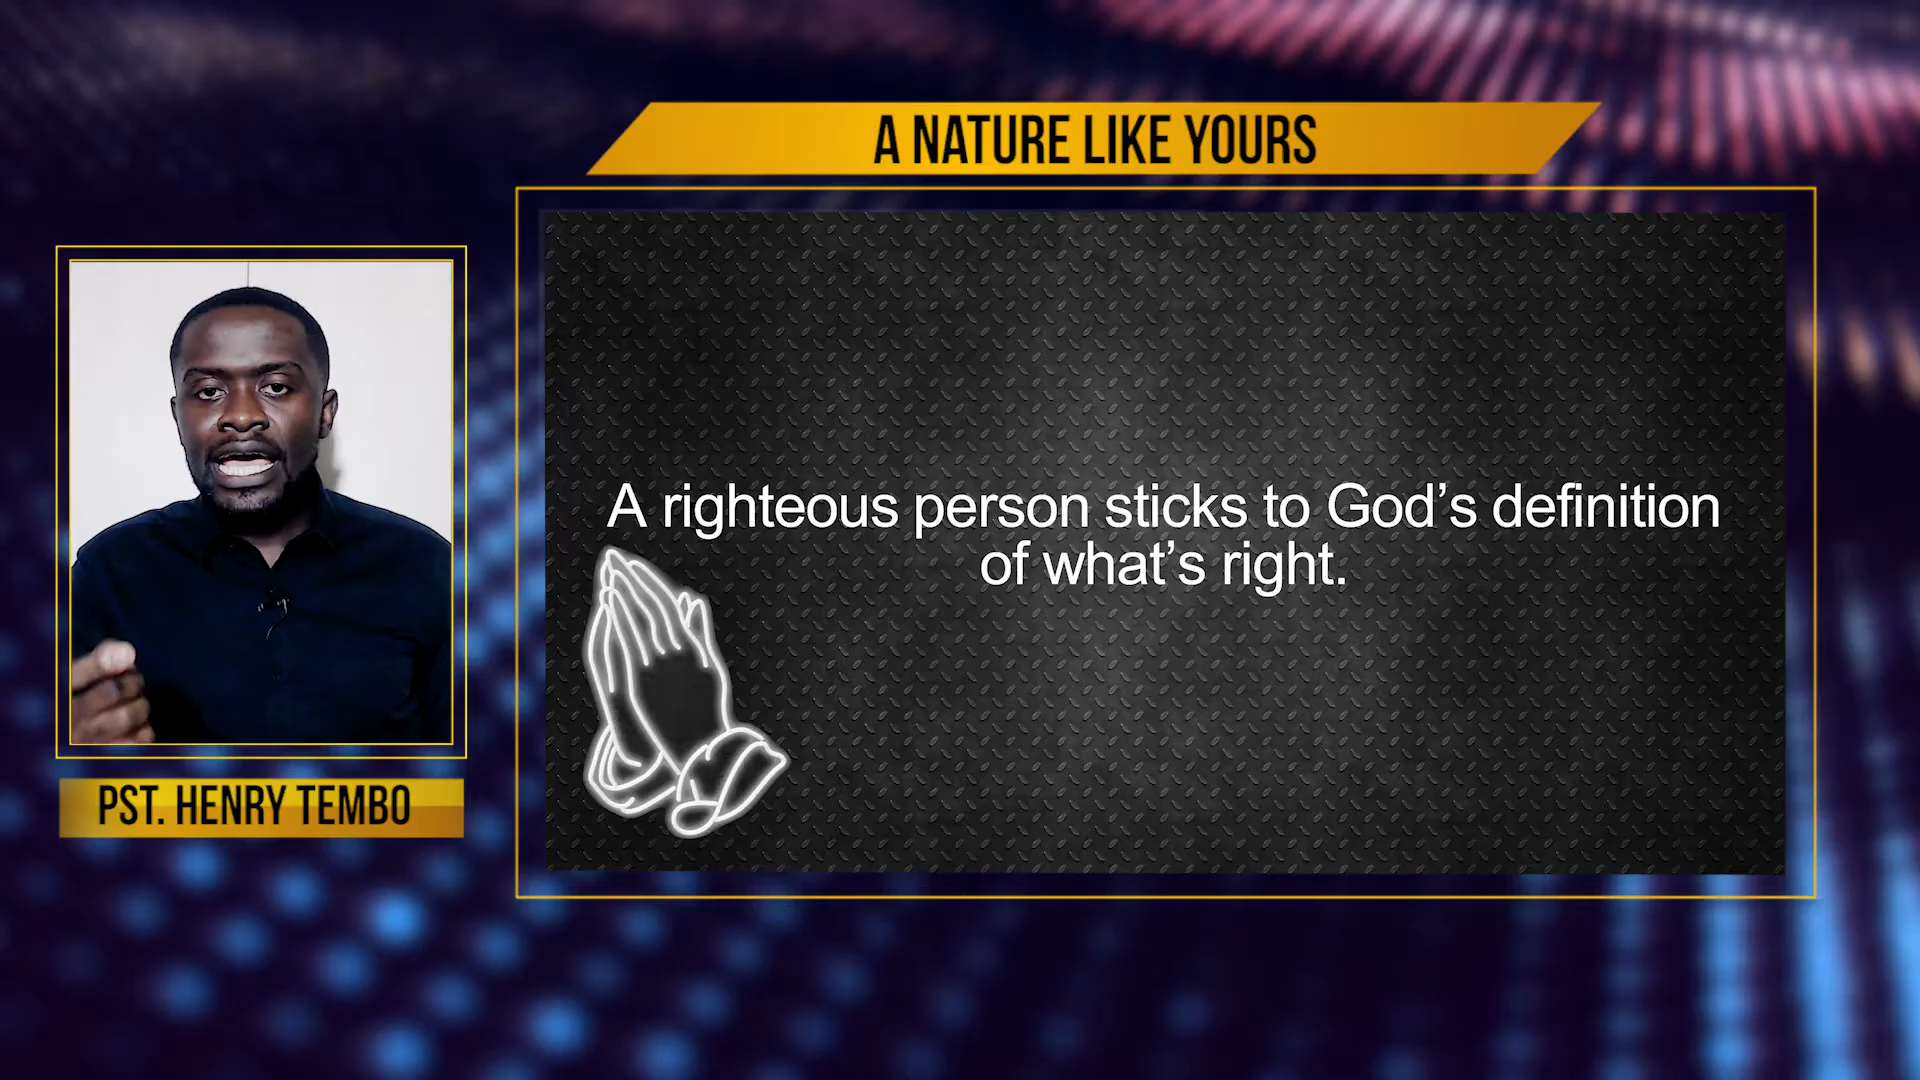 A NATURE LIKE YOURS
A righteous person sticks to God’s definition
of what’s right.
PST. HENRY TEMBO